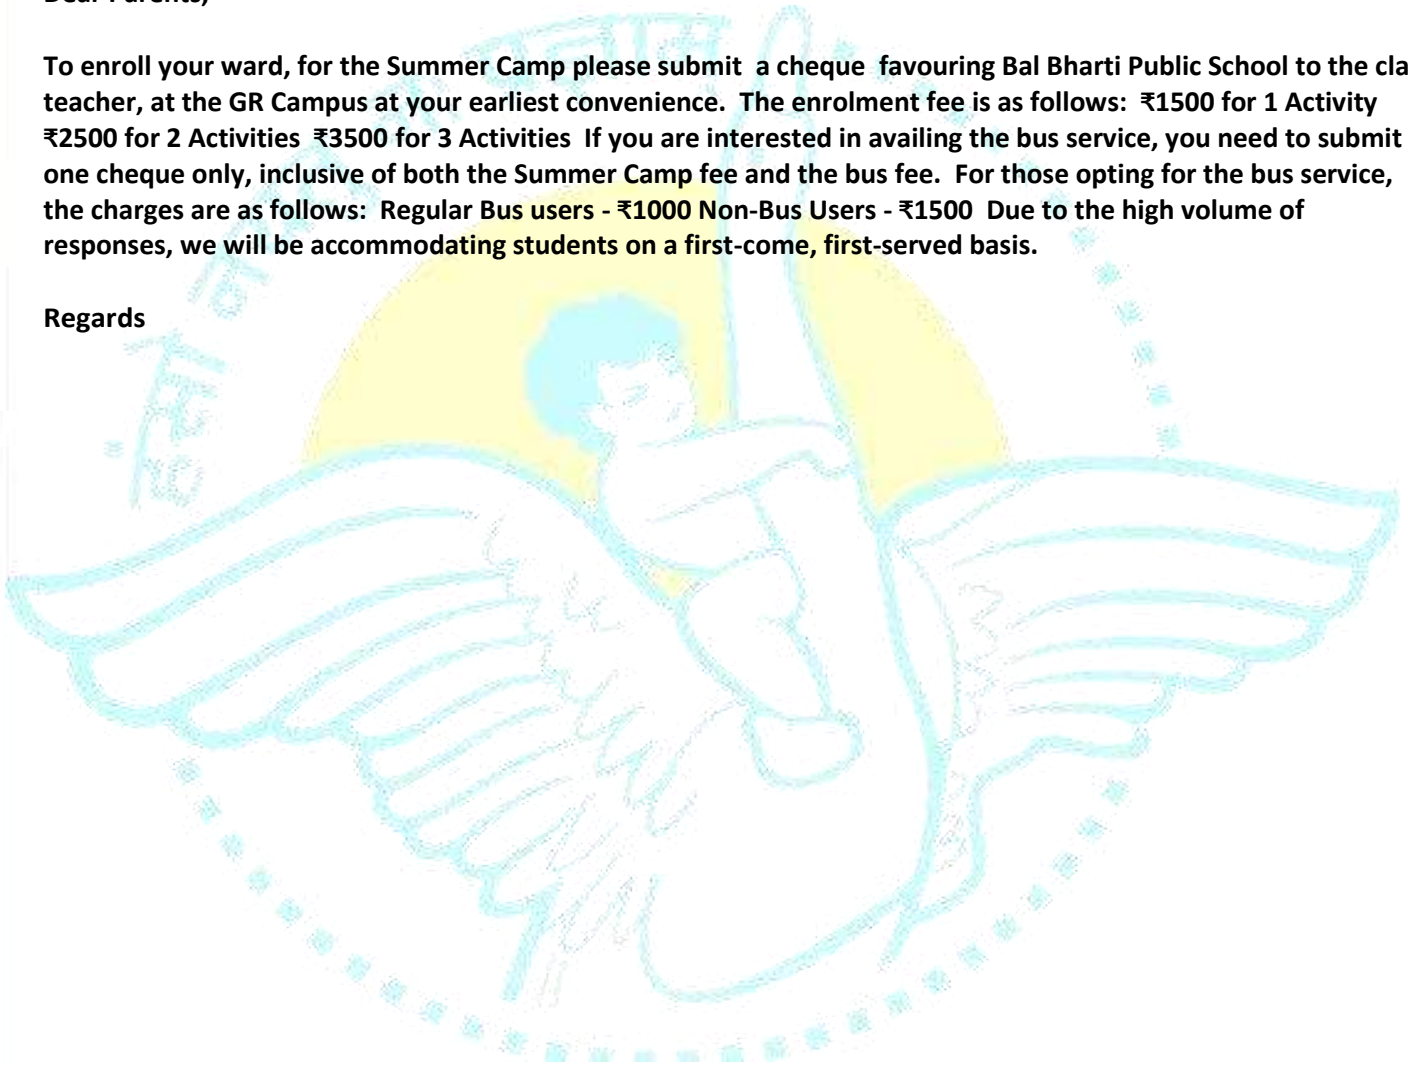 Dear Parents,
To enroll your ward, for the Summer Camp please submit a cheque favouring Bal Bharti Public School to the cla
teacher, at the GR Campus at your earliest convenience. The enrolment fee is as follows: ₹1500 for 1 Activity
₹2500 for 2 Activities ₹3500 for 3 Activities If you are interested in availing the bus service, you need to submit
one cheque only, inclusive of both the Summer Camp fee and the bus fee. For those opting for the bus service,
the charges are as follows: Regular Bus users - ₹1000 Non-Bus Users - ₹1500 Due to the high volume of
responses, we will be accommodating students on a first-come, first-served basis.
Regards